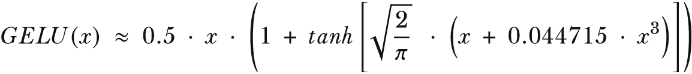 GELU(x) ≈ 0.5 · x · (1 + tanh[√(2/π) · (x + 0.044715 · x³)])